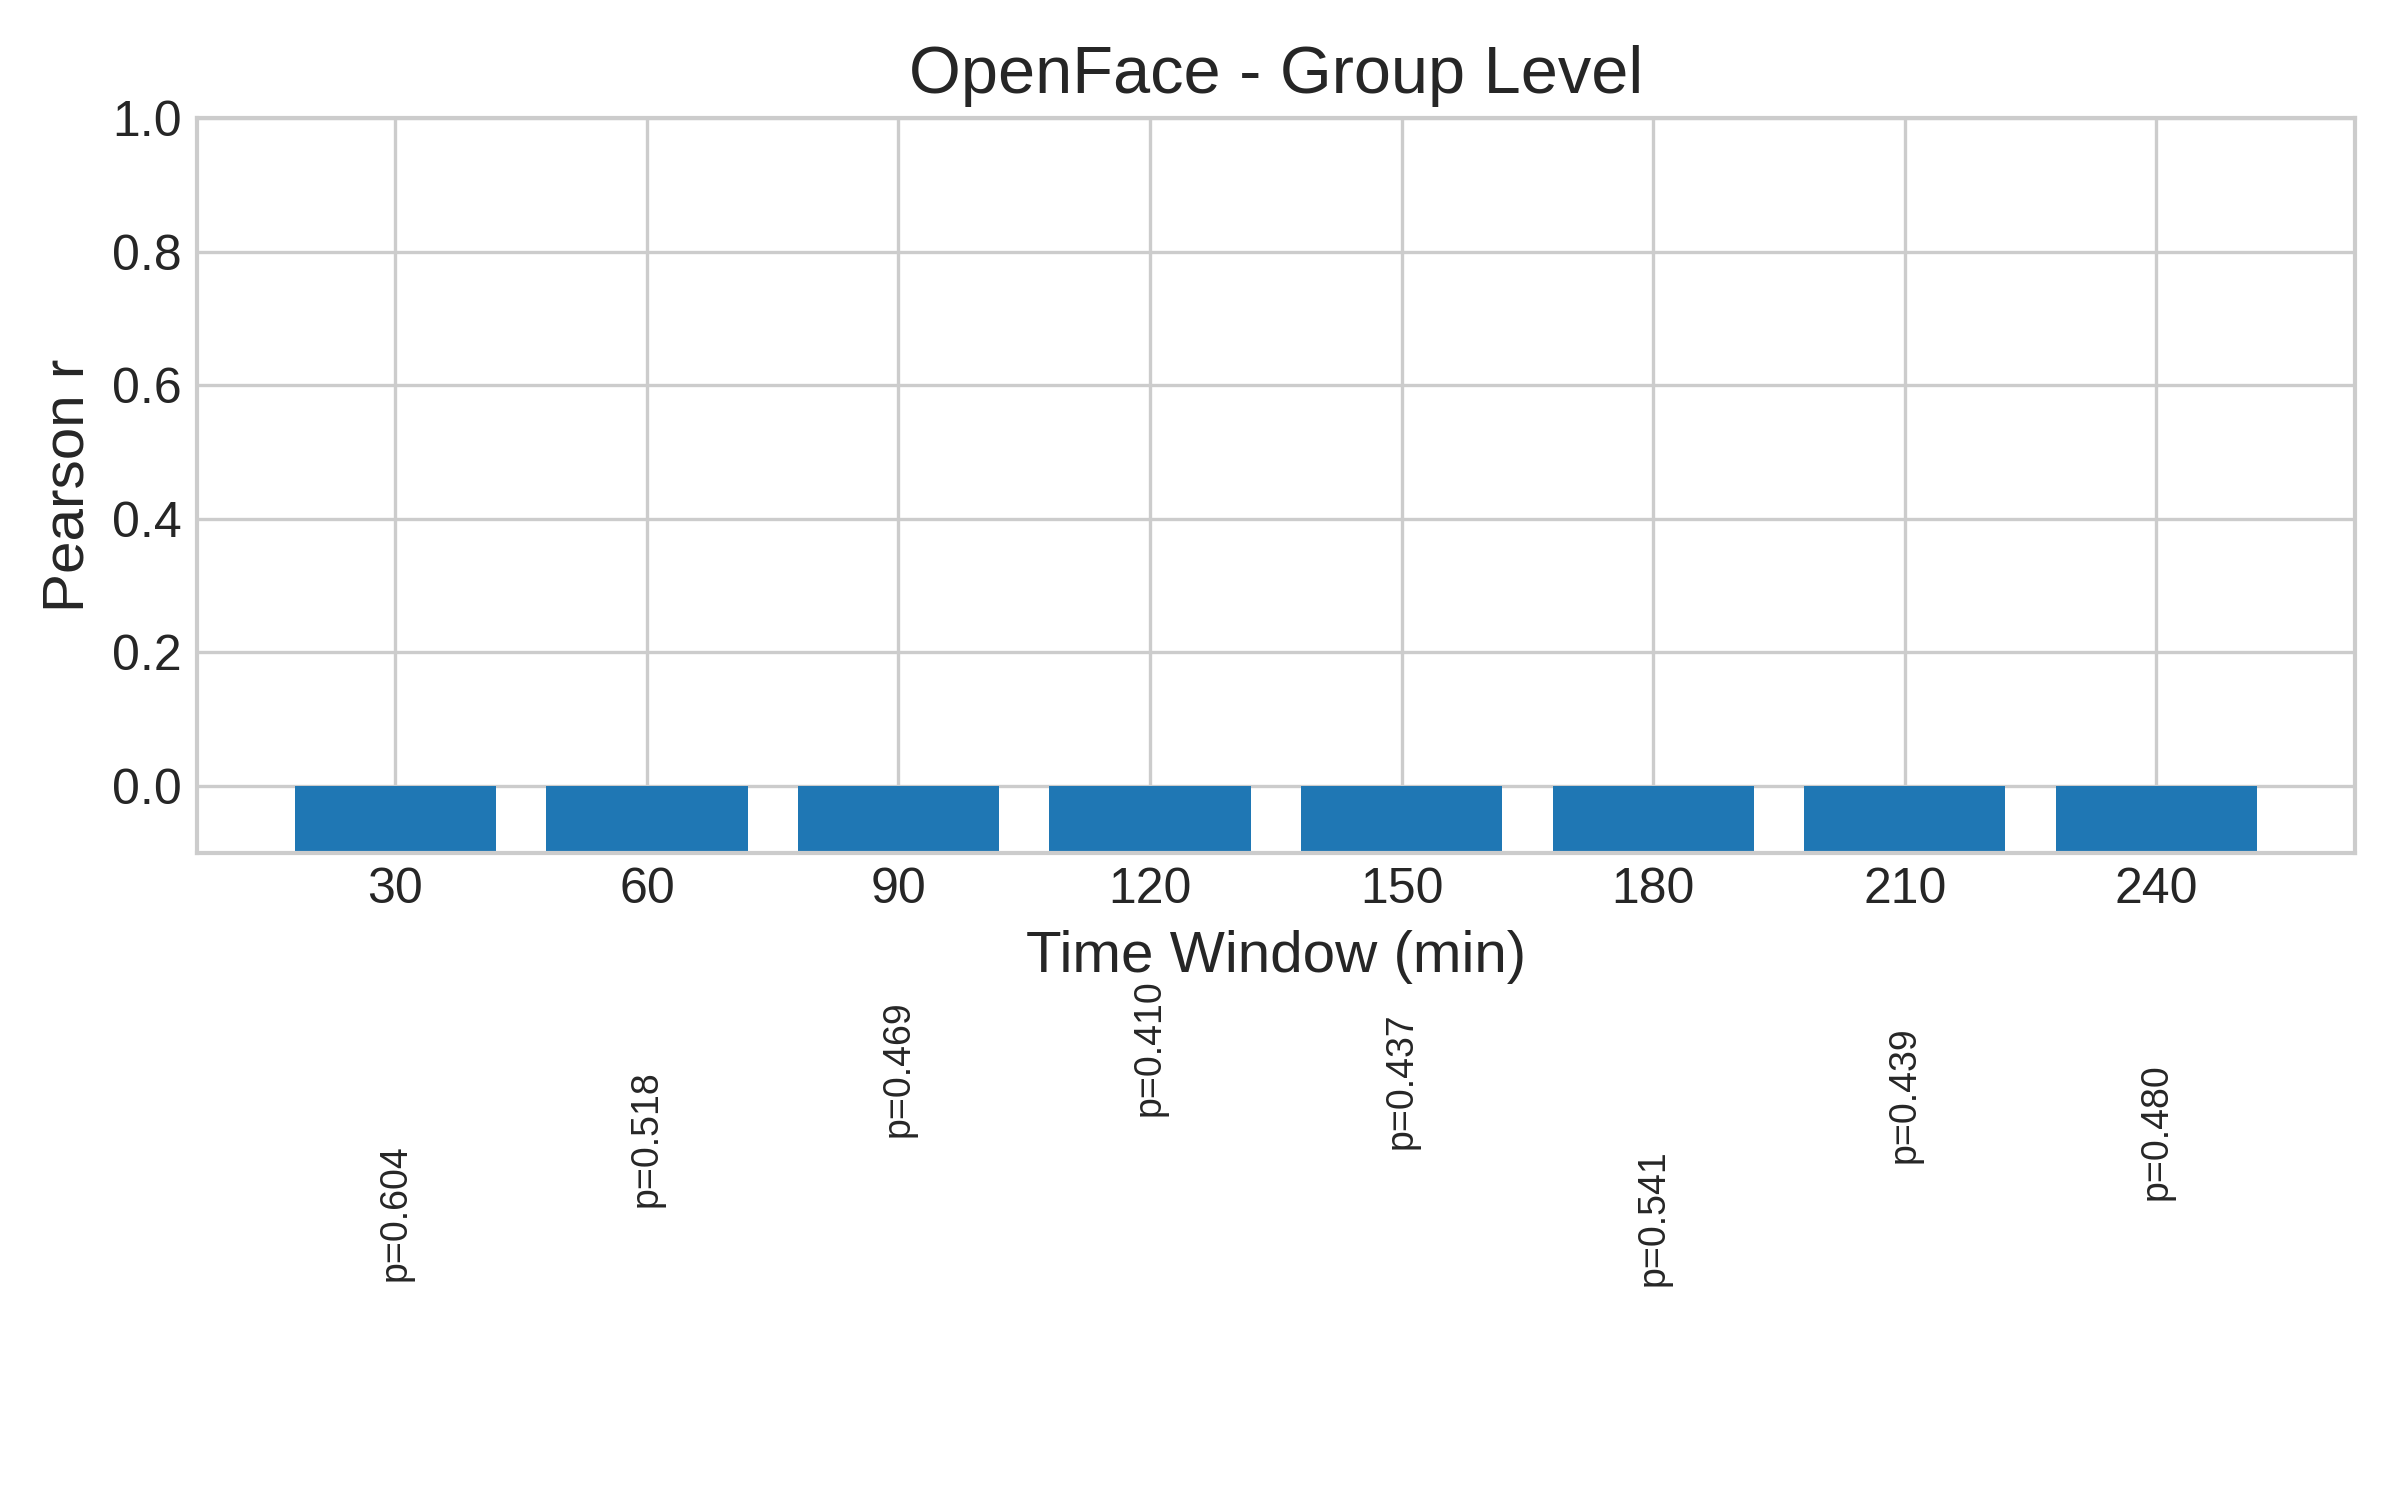 OpenFace - Group Level
Pearson r
1.0
0.8
0.6
0.4
0.2
0.0
30 60 90 120 150 180 210 240
Time Window (min)
p=0.604
p=0.518
p=0.469
p=0.410
p=0.437
p=0.541
p=0.439
p=0.480